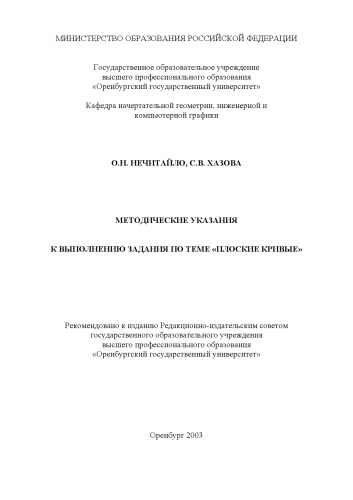 МИНИСТЕРСТВО ОБРАЗОВАНИЯ РОССИЙСКОЙ ФЕДЕРАЦИИ
Государственное образовательное учреждение
высшего профессионального образования
«Оренбургский государственный университет»
Кафедра начертательной геометрии, инженерной и
компьютерной графики
О.Н. НЕЧИТАЙЛО, С.В. ХАЗОВА
МЕТОДИЧЕСКИЕ УКАЗАНИЯ
К ВЫПОЛНЕНИЮ ЗАДАНИЯ ПО ТЕМЕ «ПЛОСКИЕ КРИВЫЕ»
Рекомендовано к изданию Редакционно-издательским советом
государственного образовательного учреждения
высшего профессионального образования
«Оренбургский государственный университет»
Оренбург 2003